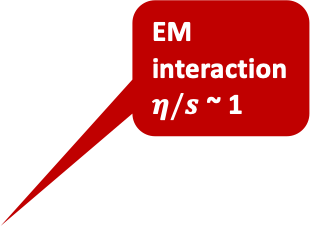 EM
interaction
η/s ~ 1